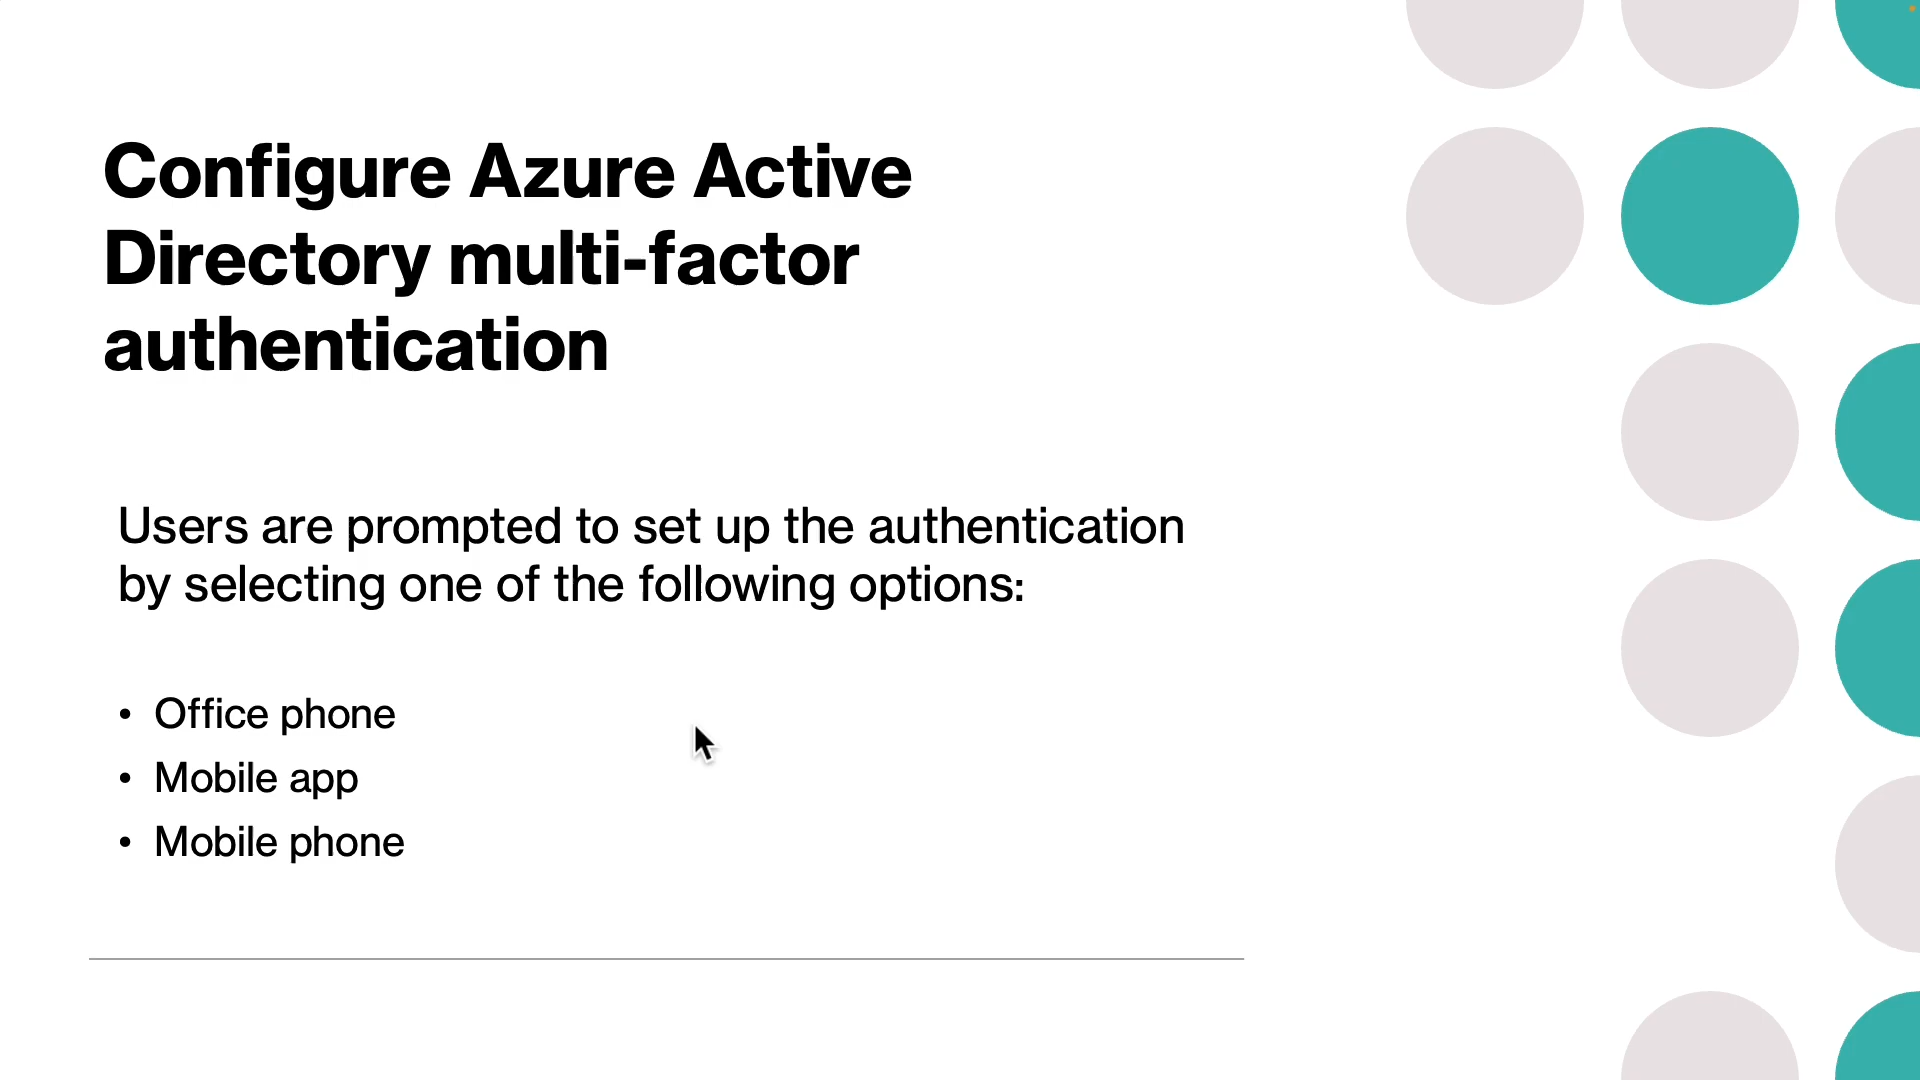 Configure Azure Active
Directory multi-factor
authentication
Users are prompted to set up the authentication
by selecting one of the following options:
• Office phone
• Mobile app
• Mobile phone